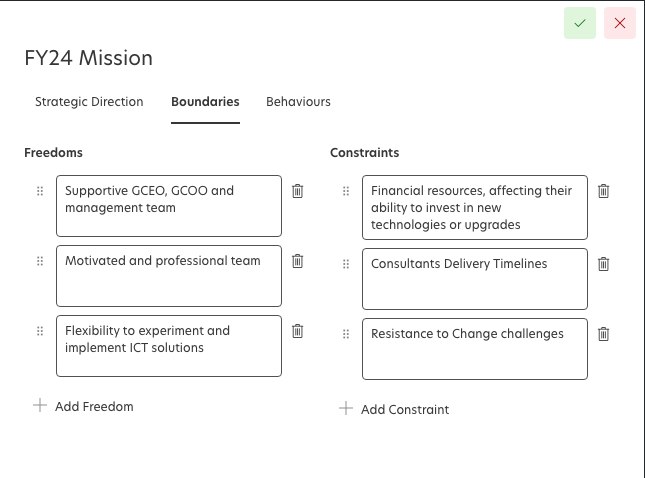 FY24 Mission
Strategic Direction
Boundaries
Behaviours
Freedoms
Supportive GCEO, GCOO and
management team
Motivated and professional team
Flexibility to experiment and
implement ICT solutions
Add Freedom
Constraints
Financial resources, affecting their
ability to invest in new
technologies or upgrades
Consultants Delivery Timelines
Resistance to Change challenges
Add Constraint